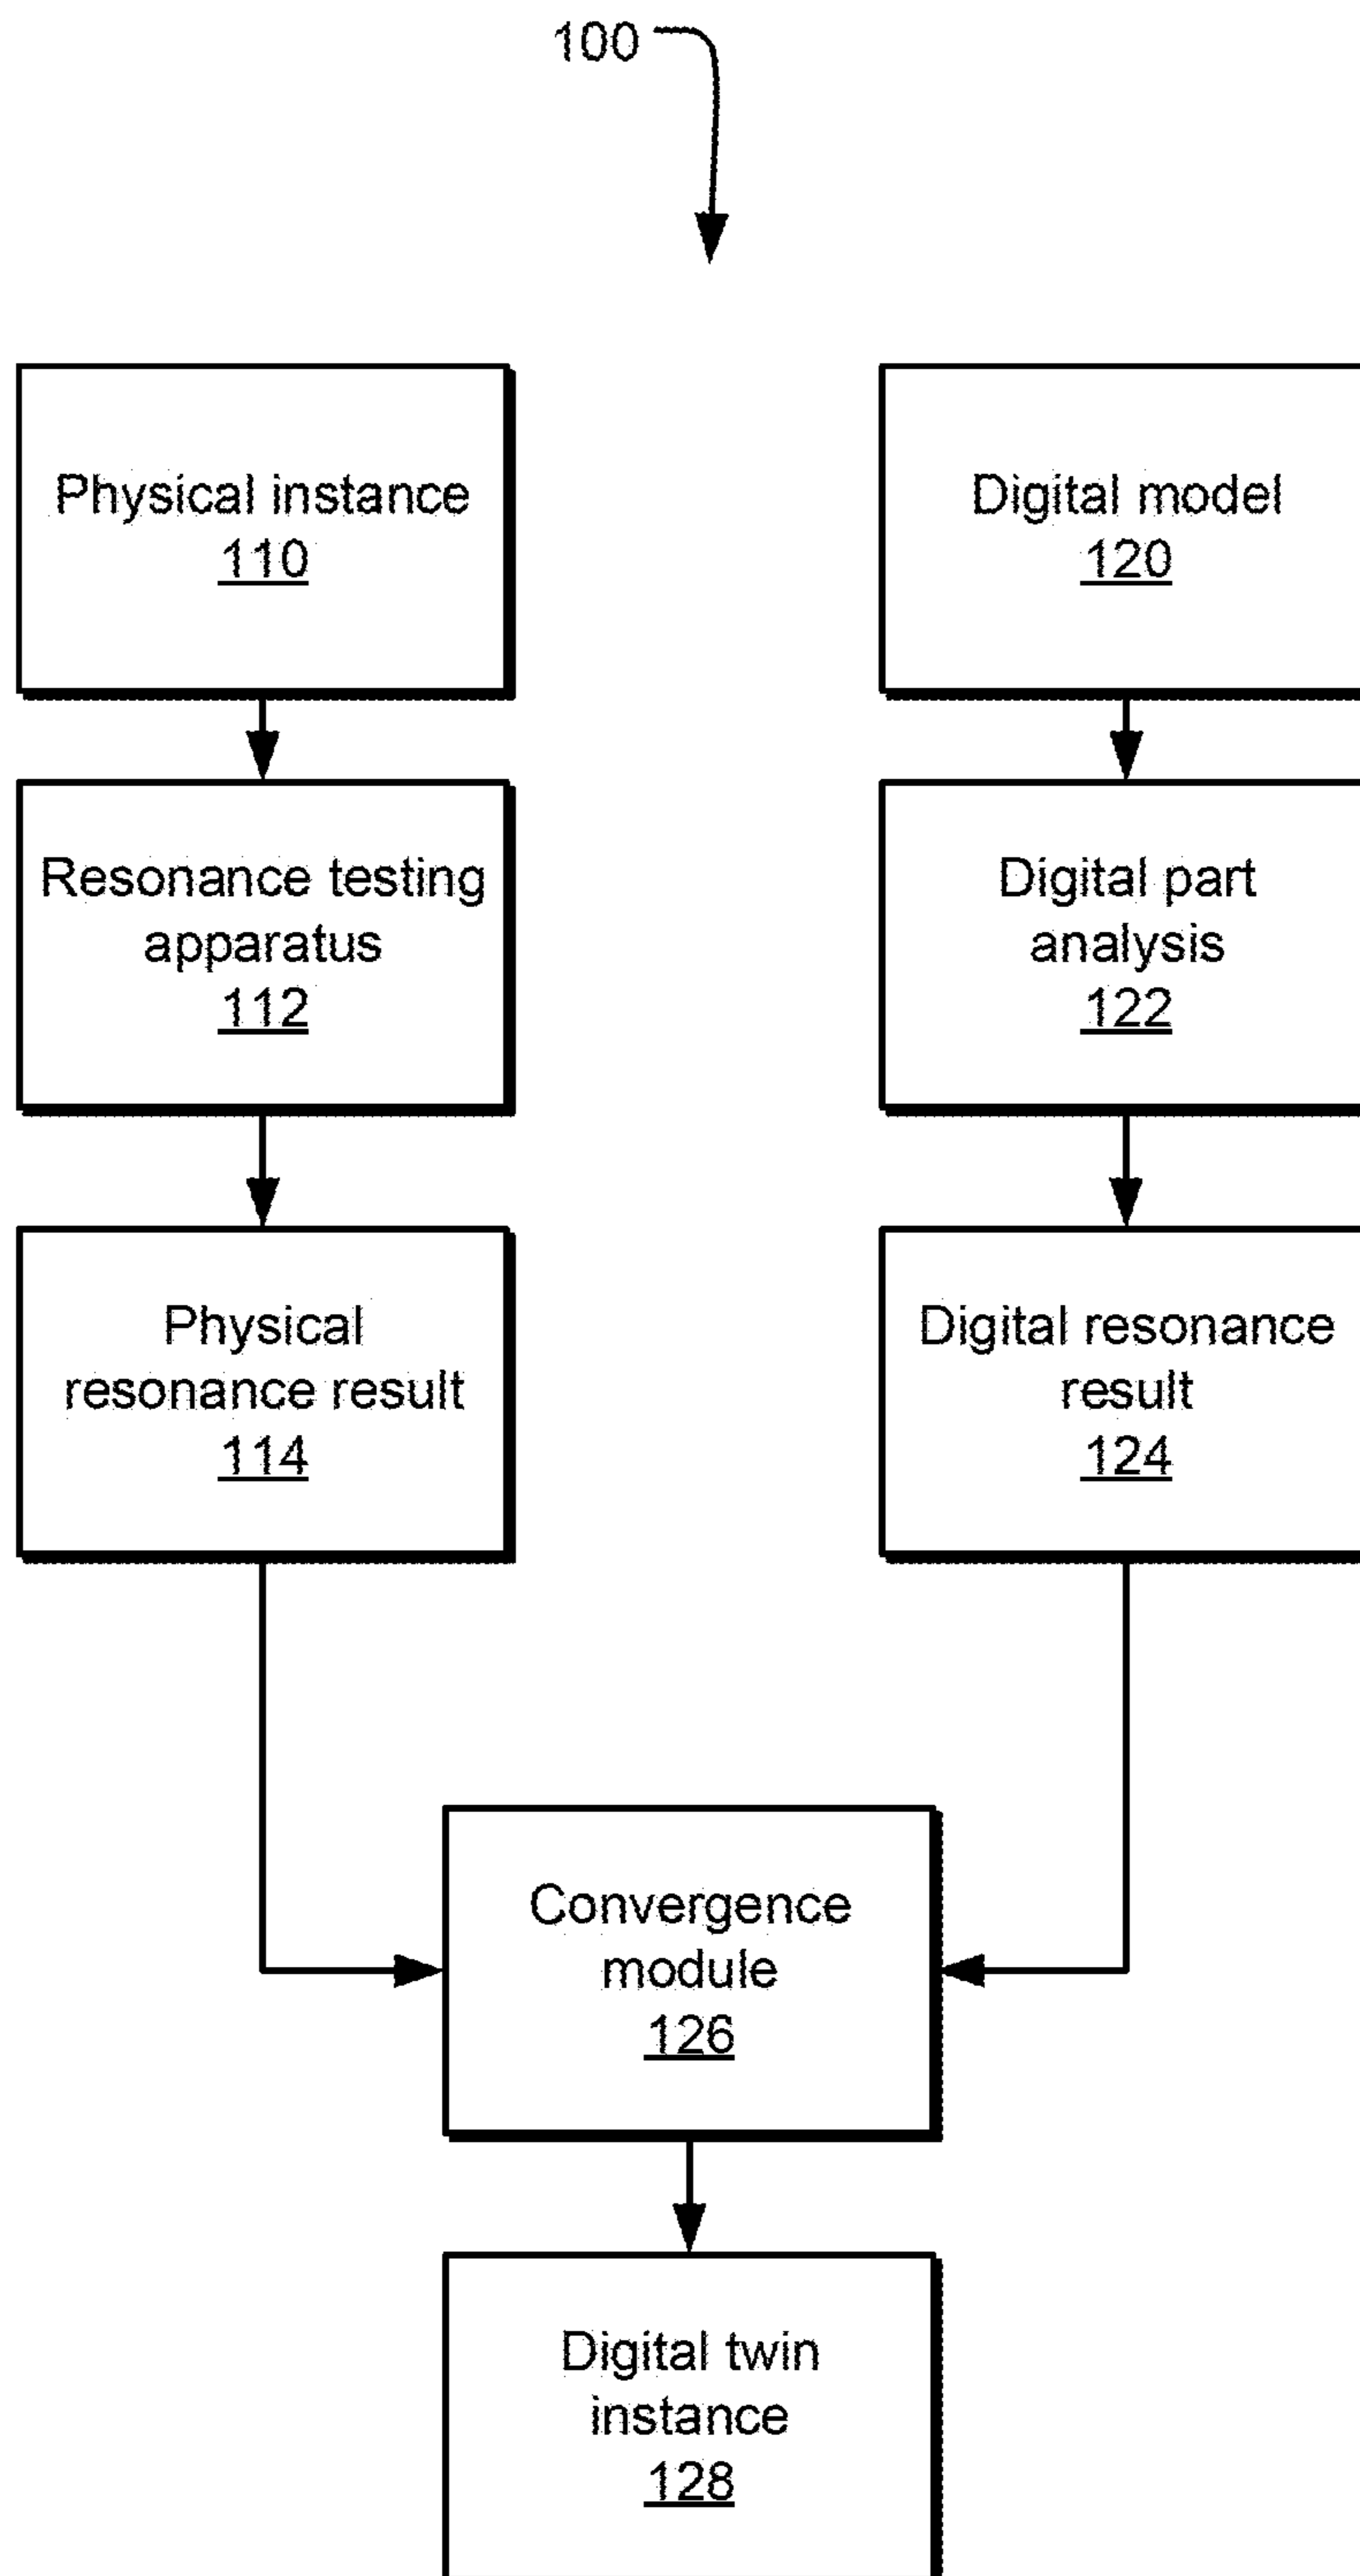 100
Physical instance
110
Digital model
120
Resonance testing
apparatus
112
Digital part
analysis
122
Physical
resonance result
114
Digital resonance
result
124
Convergence
module
126
Digital twin
instance
128